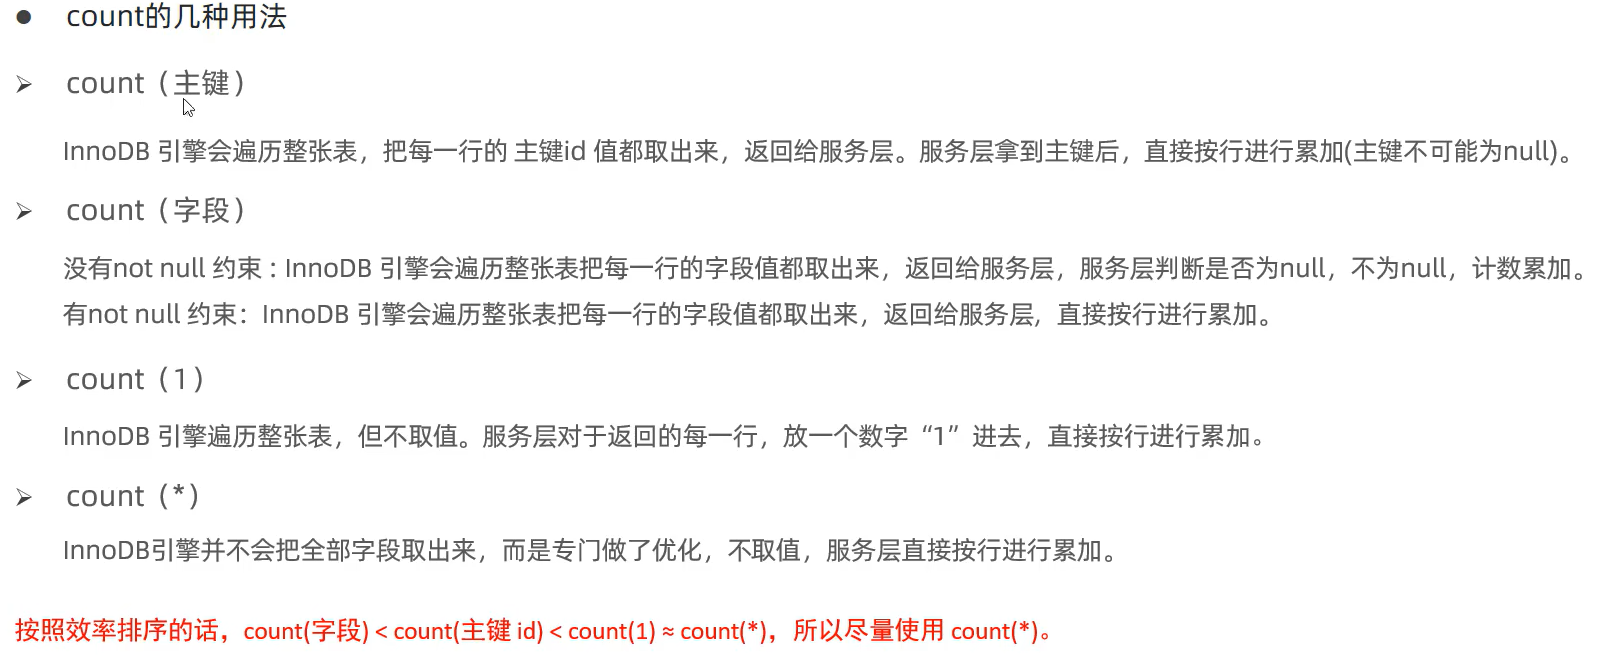 ● count的几种用法
➢ count（主键）
InnoDB 引擎会遍历整张表，把每一行的 主键id 值都取出来，返回给服务层。服务层拿到主键后，直接按行进行累加(主键不可能为null)。
➢ count（字段）
没有not null 约束 : InnoDB 引擎会遍历整张表把每一行的字段值都取出来，返回给服务层，服务层判断是否为null，不为null，计数累加。
有not null 约束：InnoDB 引擎会遍历整张表把每一行的字段值都取出来，返回给服务层，直接按行进行累加。
➢ count（1）
InnoDB 引擎遍历整张表，但不取值。服务层对于返回的每一行，放一个数字“1”进去，直接按行进行累加。
➢ count（*）
InnoDB引擎并不会把全部字段取出来，而是专门做了优化，不取值，服务层直接按行进行累加。
按照效率排序的话，count(字段) < count(主键 id) < count(1) ≈ count(*)，所以尽量使用 count(*)。